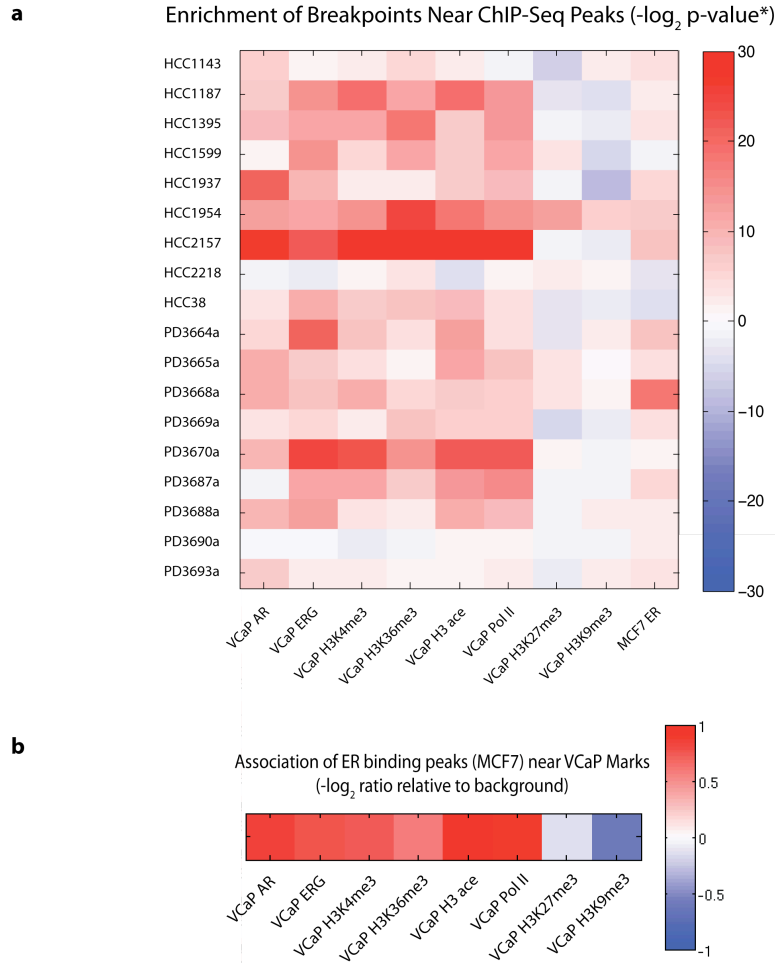 a
Enrichment of Breakpoints Near ChIP-Seq Peaks (-log2 p-value*)
HCC1143
HCC1187
HCC1395
HCC1599
HCC1937
HCC1954
HCC2157
HCC2218
HCC38
PD3664a
PD3665a
PD3668a
PD3669a
PD3670a
PD3687a
PD3688a
PD3690a
PD3693a
30
20
10
0
−10
−20
−30
VCaP AR
VCaP ERG
VCaP H3K4me3
VCaP H3K36me3
VCaP H3 ace
VCaP Pol II
VCaP H3K27me3
VCaP H3K9me3
MCF7 ER
b
Association of ER binding peaks (MCF7) near VCaP Marks
(-log2 ratio relative to background)
1
0.5
0
−0.5
−1
VCaP AR
VCaP ERG
VCaP H3K4me3
VCaP H3K36me3
VCaP H3 ace
VCaP Pol II
VCaP H3K27me3
VCaP H3K9me3